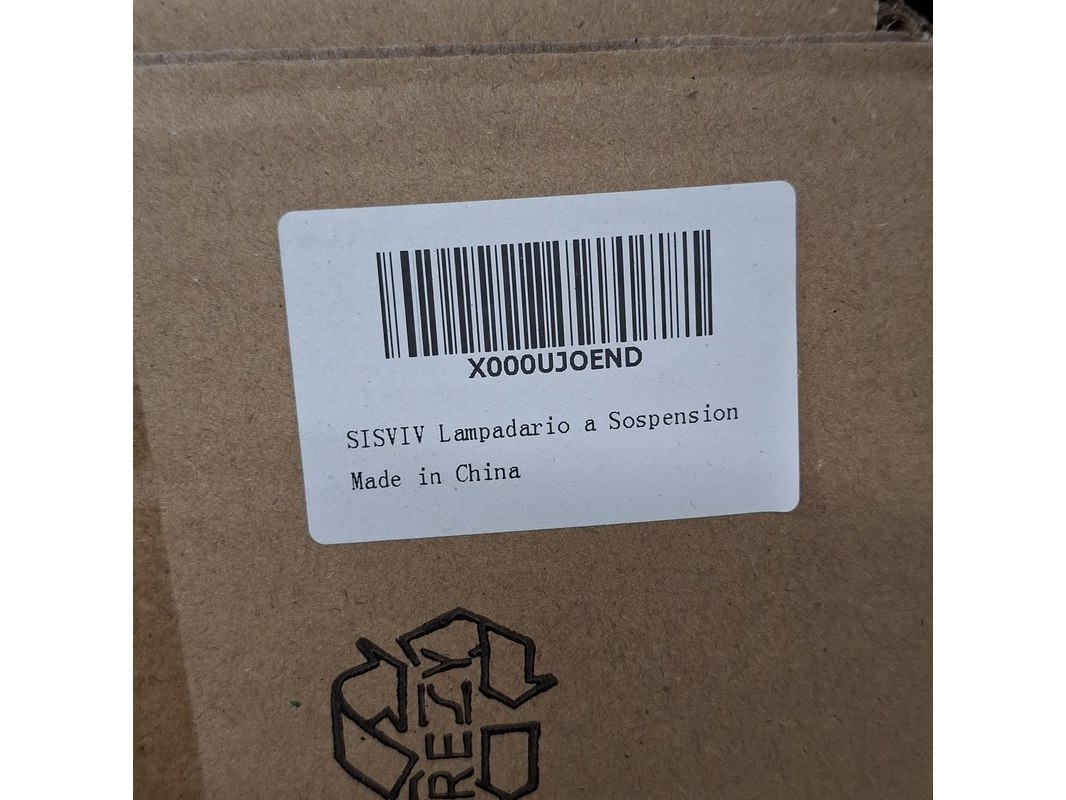 X000UJOEND
SISVIV Lampadario a Sospension
Made in China
REZY